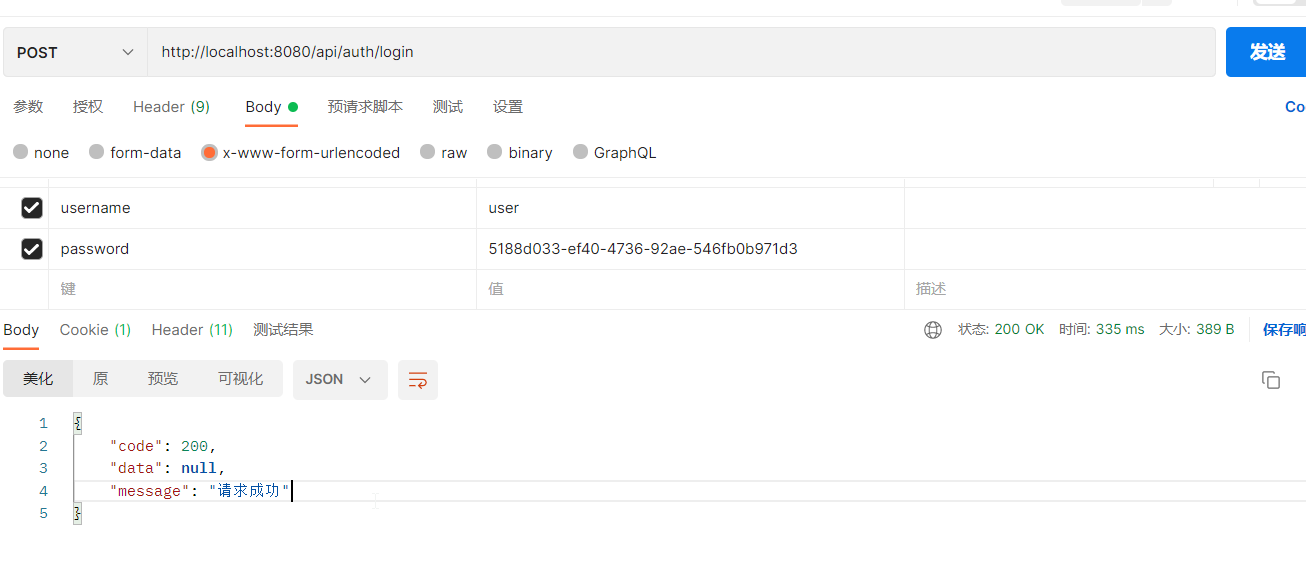 POST http://localhost:8080/api/auth/login 发送
参数 授权 Header (9) Body 预请求脚本 测试 设置 Co
none form-data x-www-form-urlencoded raw binary GraphQL
username user
password 5188d033-ef40-4736-92ae-546fb0b971d3
键 值 描述
Body Cookie (1) Header (11) 测试结果 状态: 200 OK 时间: 335 ms 大小: 389 B 保存响
美化 原 预览 可视化 JSON
1 {
2 "code": 200,
3 "data": null,
4 "message": "请求成功"
5 }